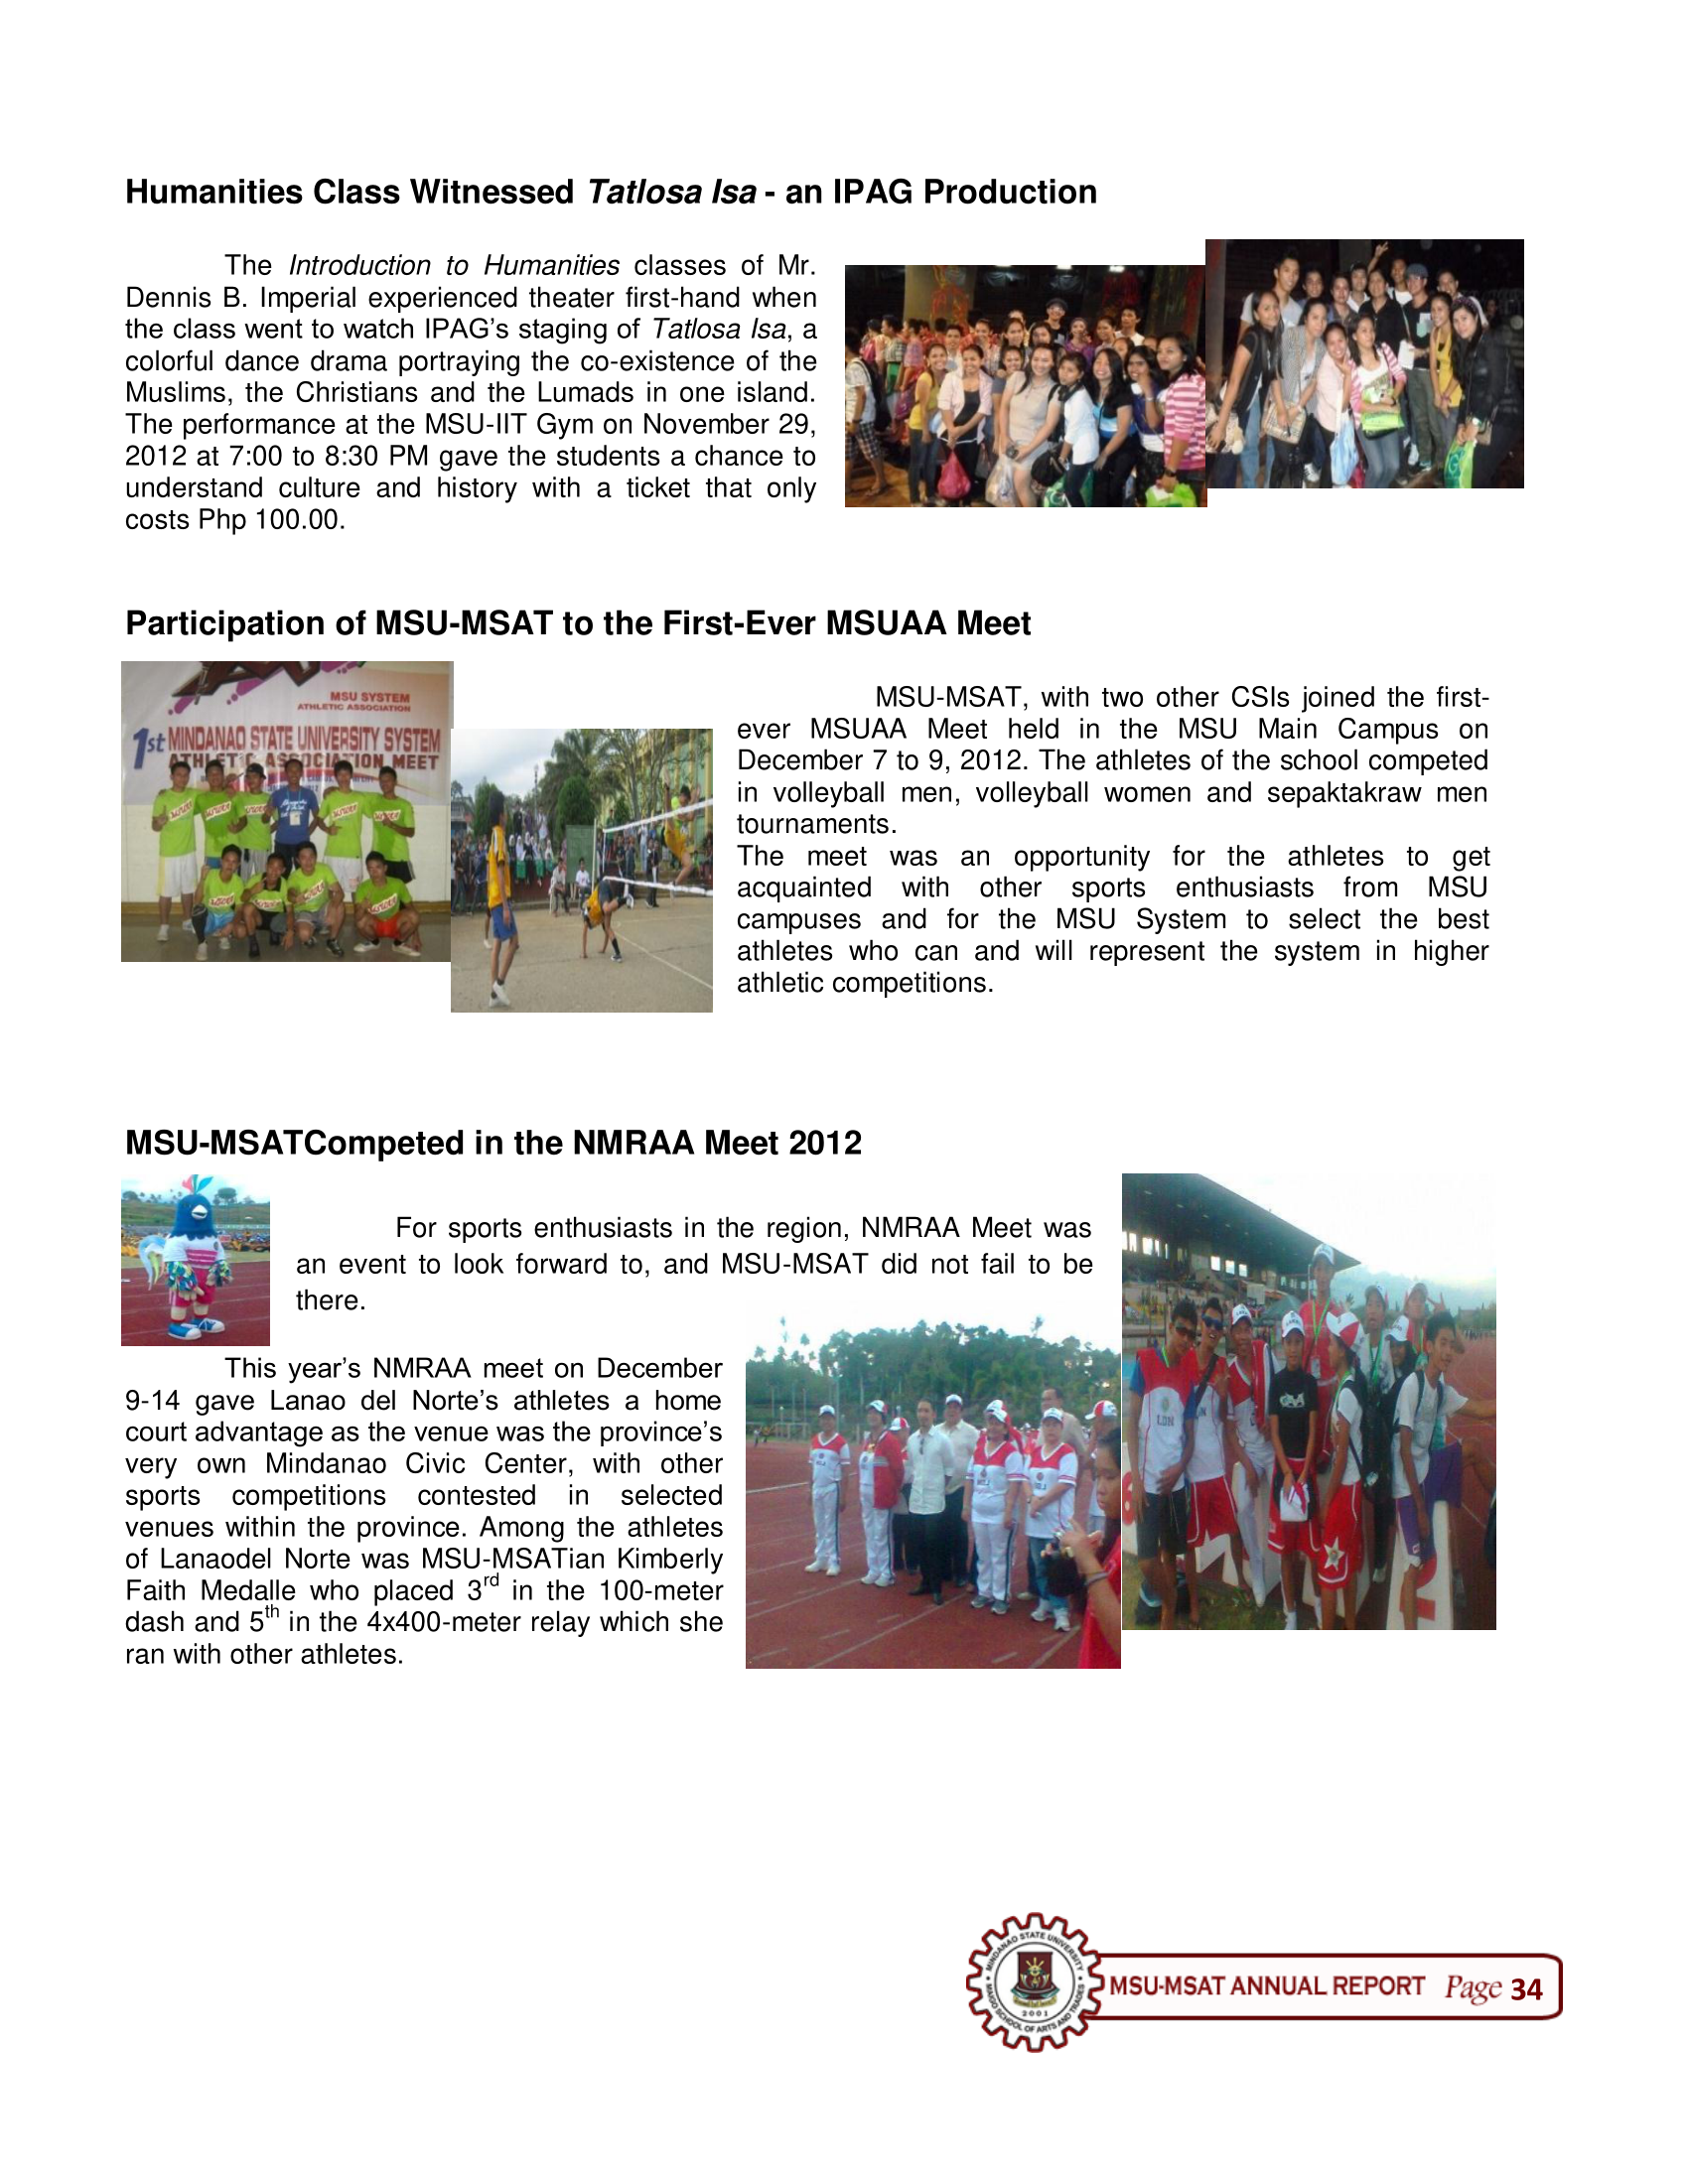 Humanities Class Witnessed Tatlosa Isa - an IPAG Production
The Introduction to Humanities classes of Mr.
Dennis B. Imperial experienced theater first-hand when
the class went to watch IPAG's staging of Tatlosa Isa, a
colorful dance drama portraying the co-existence of the
Muslims, the Christians and the Lumads in one island.
The performance at the MSU-IIT Gym on November 29,
2012 at 7:00 to 8:30 PM gave the students a chance to
understand culture and history with a ticket that only
costs Php 100.00.
Participation of MSU-MSAT to the First-Ever MSUAA Meet
MSU SYSTEM
ATHLETIC ASSOCIATION
1st MINDANAO STATE UNIVERSITY SYSTEM
ATHLETIC ASSOCIATION MEET
MSU-MSAT, with two other CSIs joined the first-
ever MSUAA Meet held in the MSU Main Campus on
December 7 to 9, 2012. The athletes of the school competed
in volleyball men, volleyball women and sepaktakraw men
tournaments.
The meet was an opportunity for the athletes to get
acquainted with other sports enthusiasts from MSU
campuses and for the MSU System to select the best
athletes who can and will represent the system in higher
athletic competitions.
MSU-MSATCompeted in the NMRAA Meet 2012
For sports enthusiasts in the region, NMRAA Meet was
an event to look forward to, and MSU-MSAT did not fail to be
there.
This year's NMRAA meet on December
9-14 gave Lanao del Norte's athletes a home
court advantage as the venue was the province's
very own Mindanao Civic Center, with other
sports competitions contested in selected
venues within the province. Among the athletes
of Lanaodel Norte was MSU-MSATian Kimberly
Faith Medalle who placed 3rd in the 100-meter
dash and 5th in the 4x400-meter relay which she
ran with other athletes.
LDN
MINDANAO STATE UNIVERSITY
MAIGO SCHOOL OF ARTS AND TRADES
2001
MSU-MSAT ANNUAL REPORT Page 34